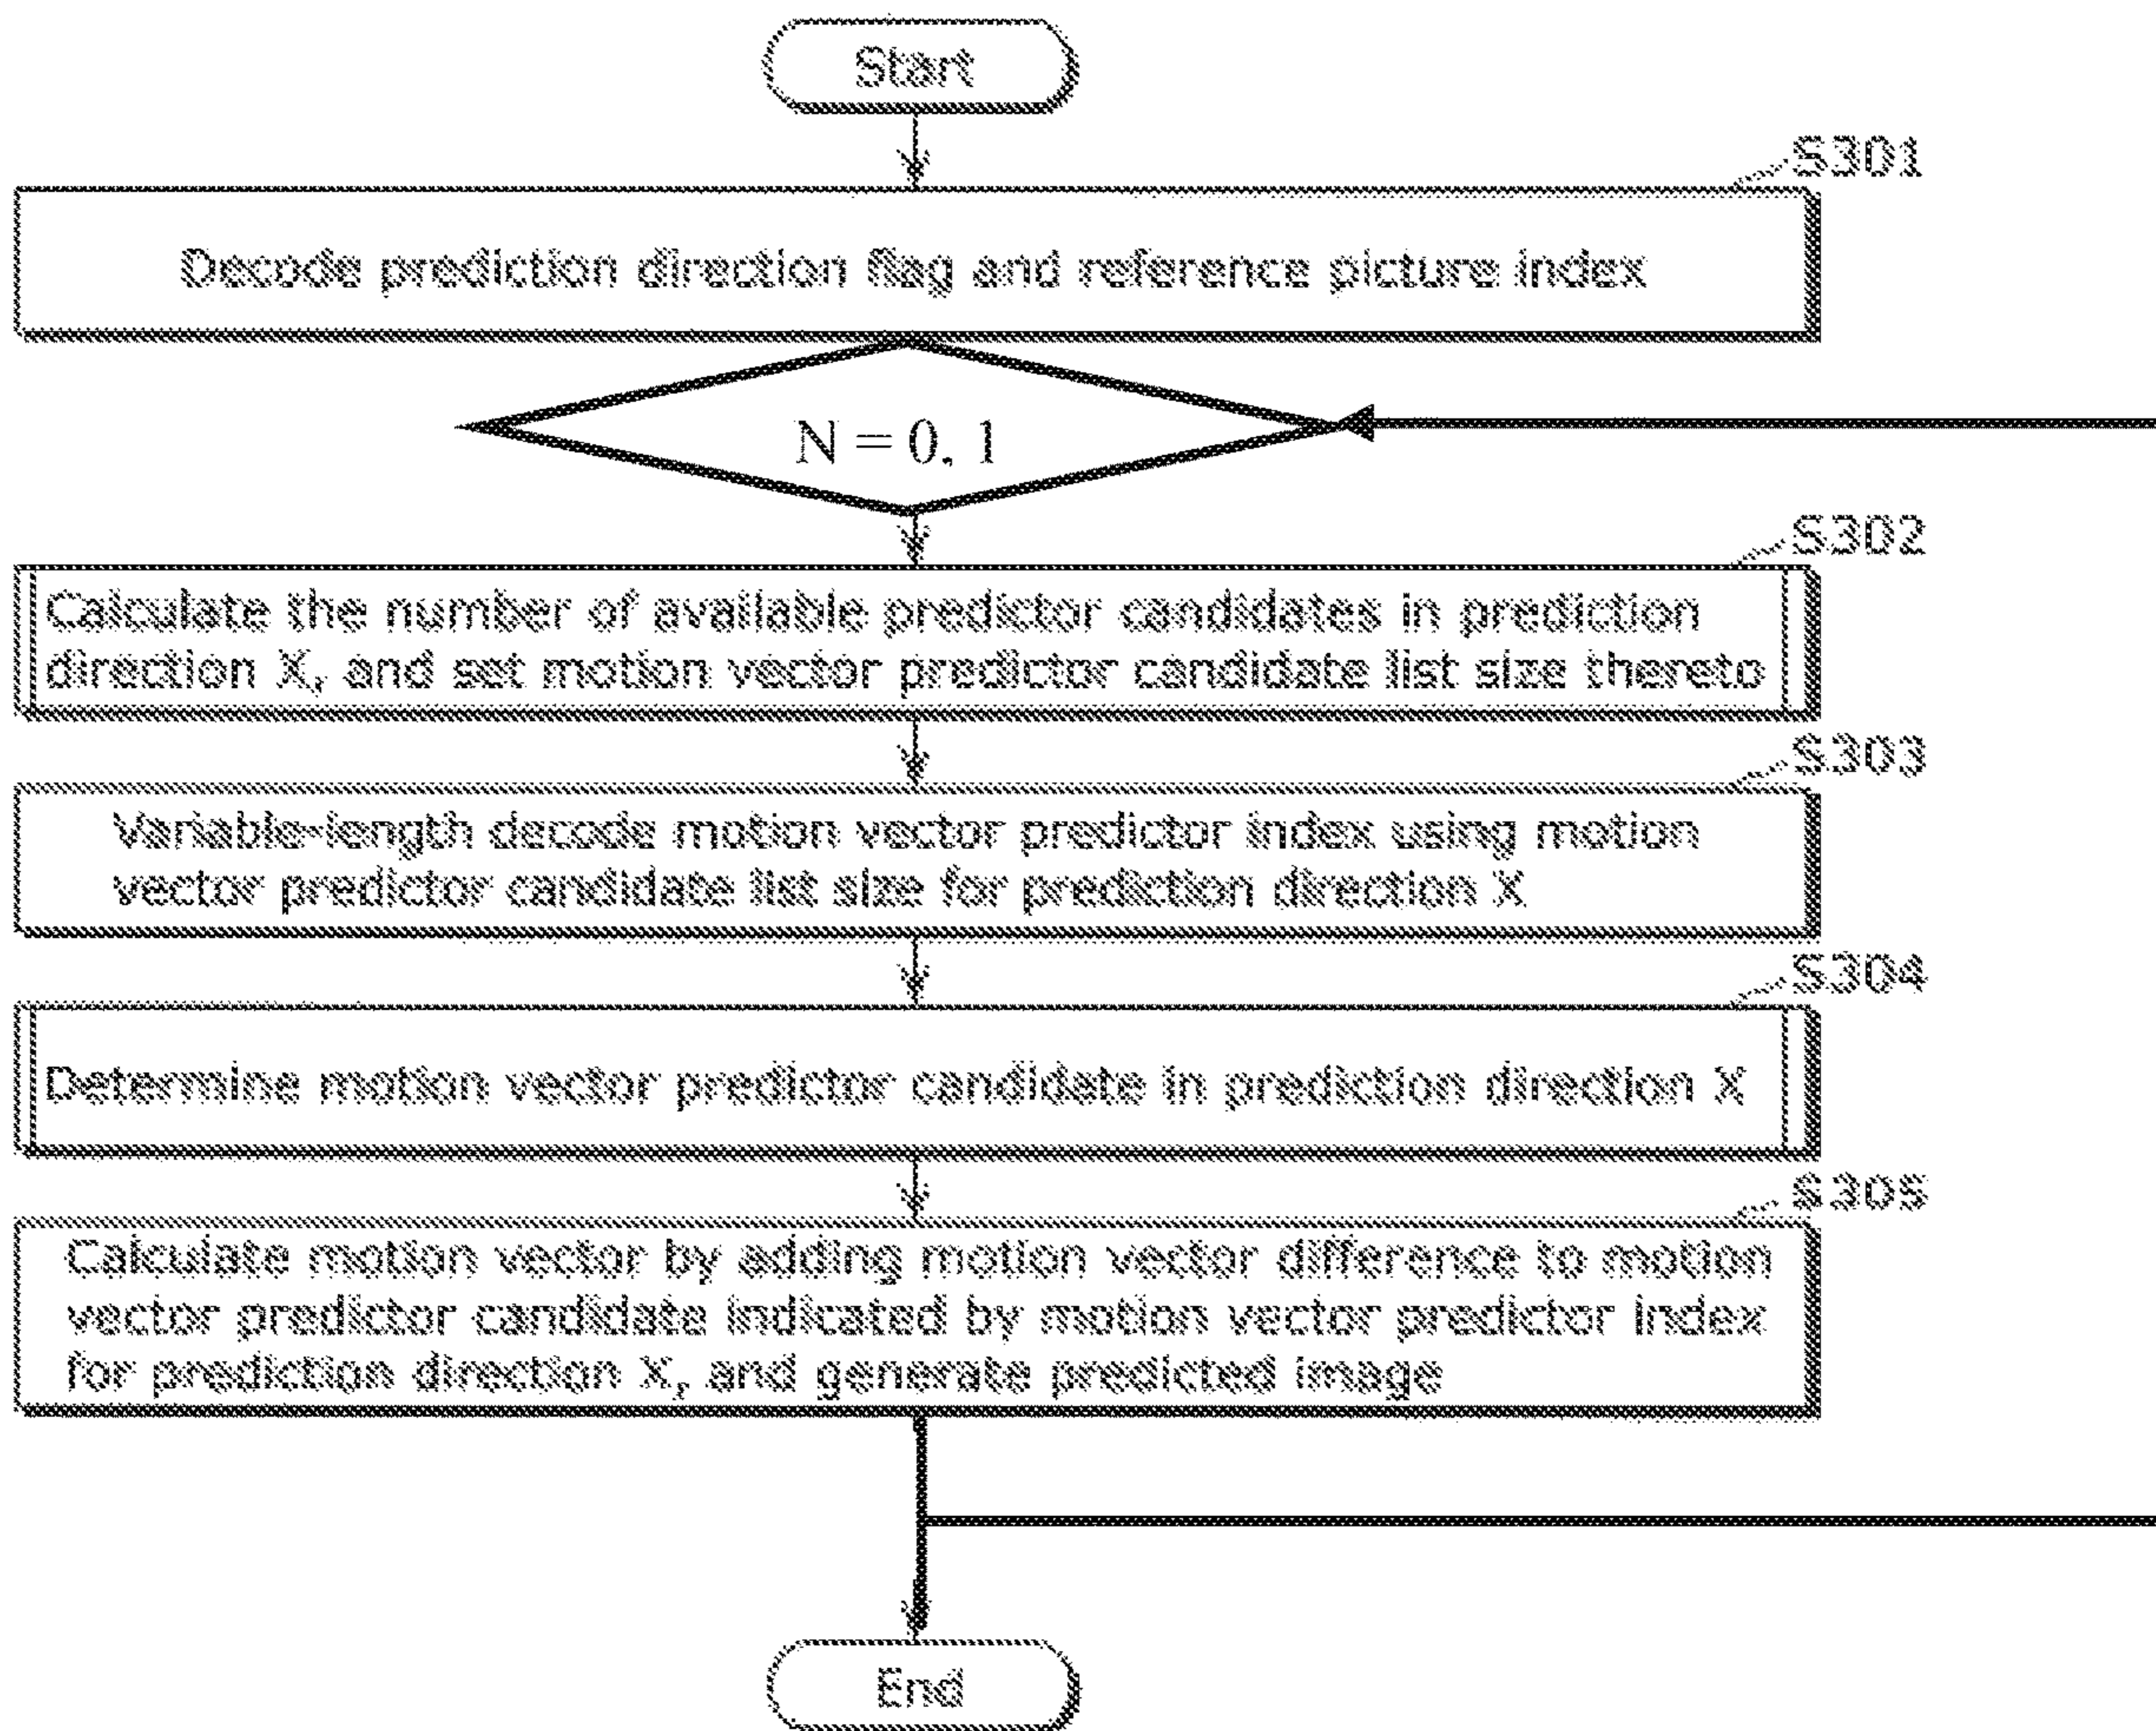 Start
S301
Decode prediction direction flag and reference picture index
N = 0, 1
S302
Calculate the number of available predictor candidates in prediction
direction X, and set motion vector predictor candidate list size thereto
S303
Variable-length decode motion vector predictor index using motion
vector predictor candidate list size for prediction direction X
S304
Determine motion vector predictor candidate in prediction direction X
S305
Calculate motion vector by adding motion vector difference to motion
vector predictor candidate indicated by motion vector predictor index
for prediction direction X, and generate predicted image
End